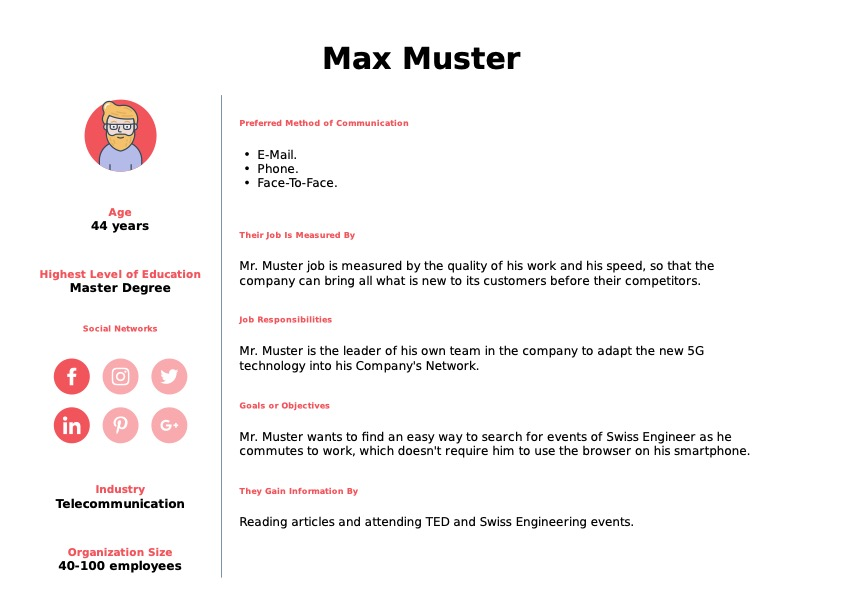 Max Muster
Age
44 years
Highest Level of Education
Master Degree
Social Networks
f
in
G+
Industry
Telecommunication
Organization Size
40-100 employees
Preferred Method of Communication
• E-Mail.
• Phone.
• Face-To-Face.
Their Job Is Measured By
Mr. Muster job is measured by the quality of his work and his speed, so that the
company can bring all what is new to its customers before their competitors.
Job Responsibilities
Mr. Muster is the leader of his own team in the company to adapt the new 5G
technology into his Company's Network.
Goals or Objectives
Mr. Muster wants to find an easy way to search for events of Swiss Engineer as he
commutes to work, which doesn't require him to use the browser on his smartphone.
They Gain Information By
Reading articles and attending TED and Swiss Engineering events.